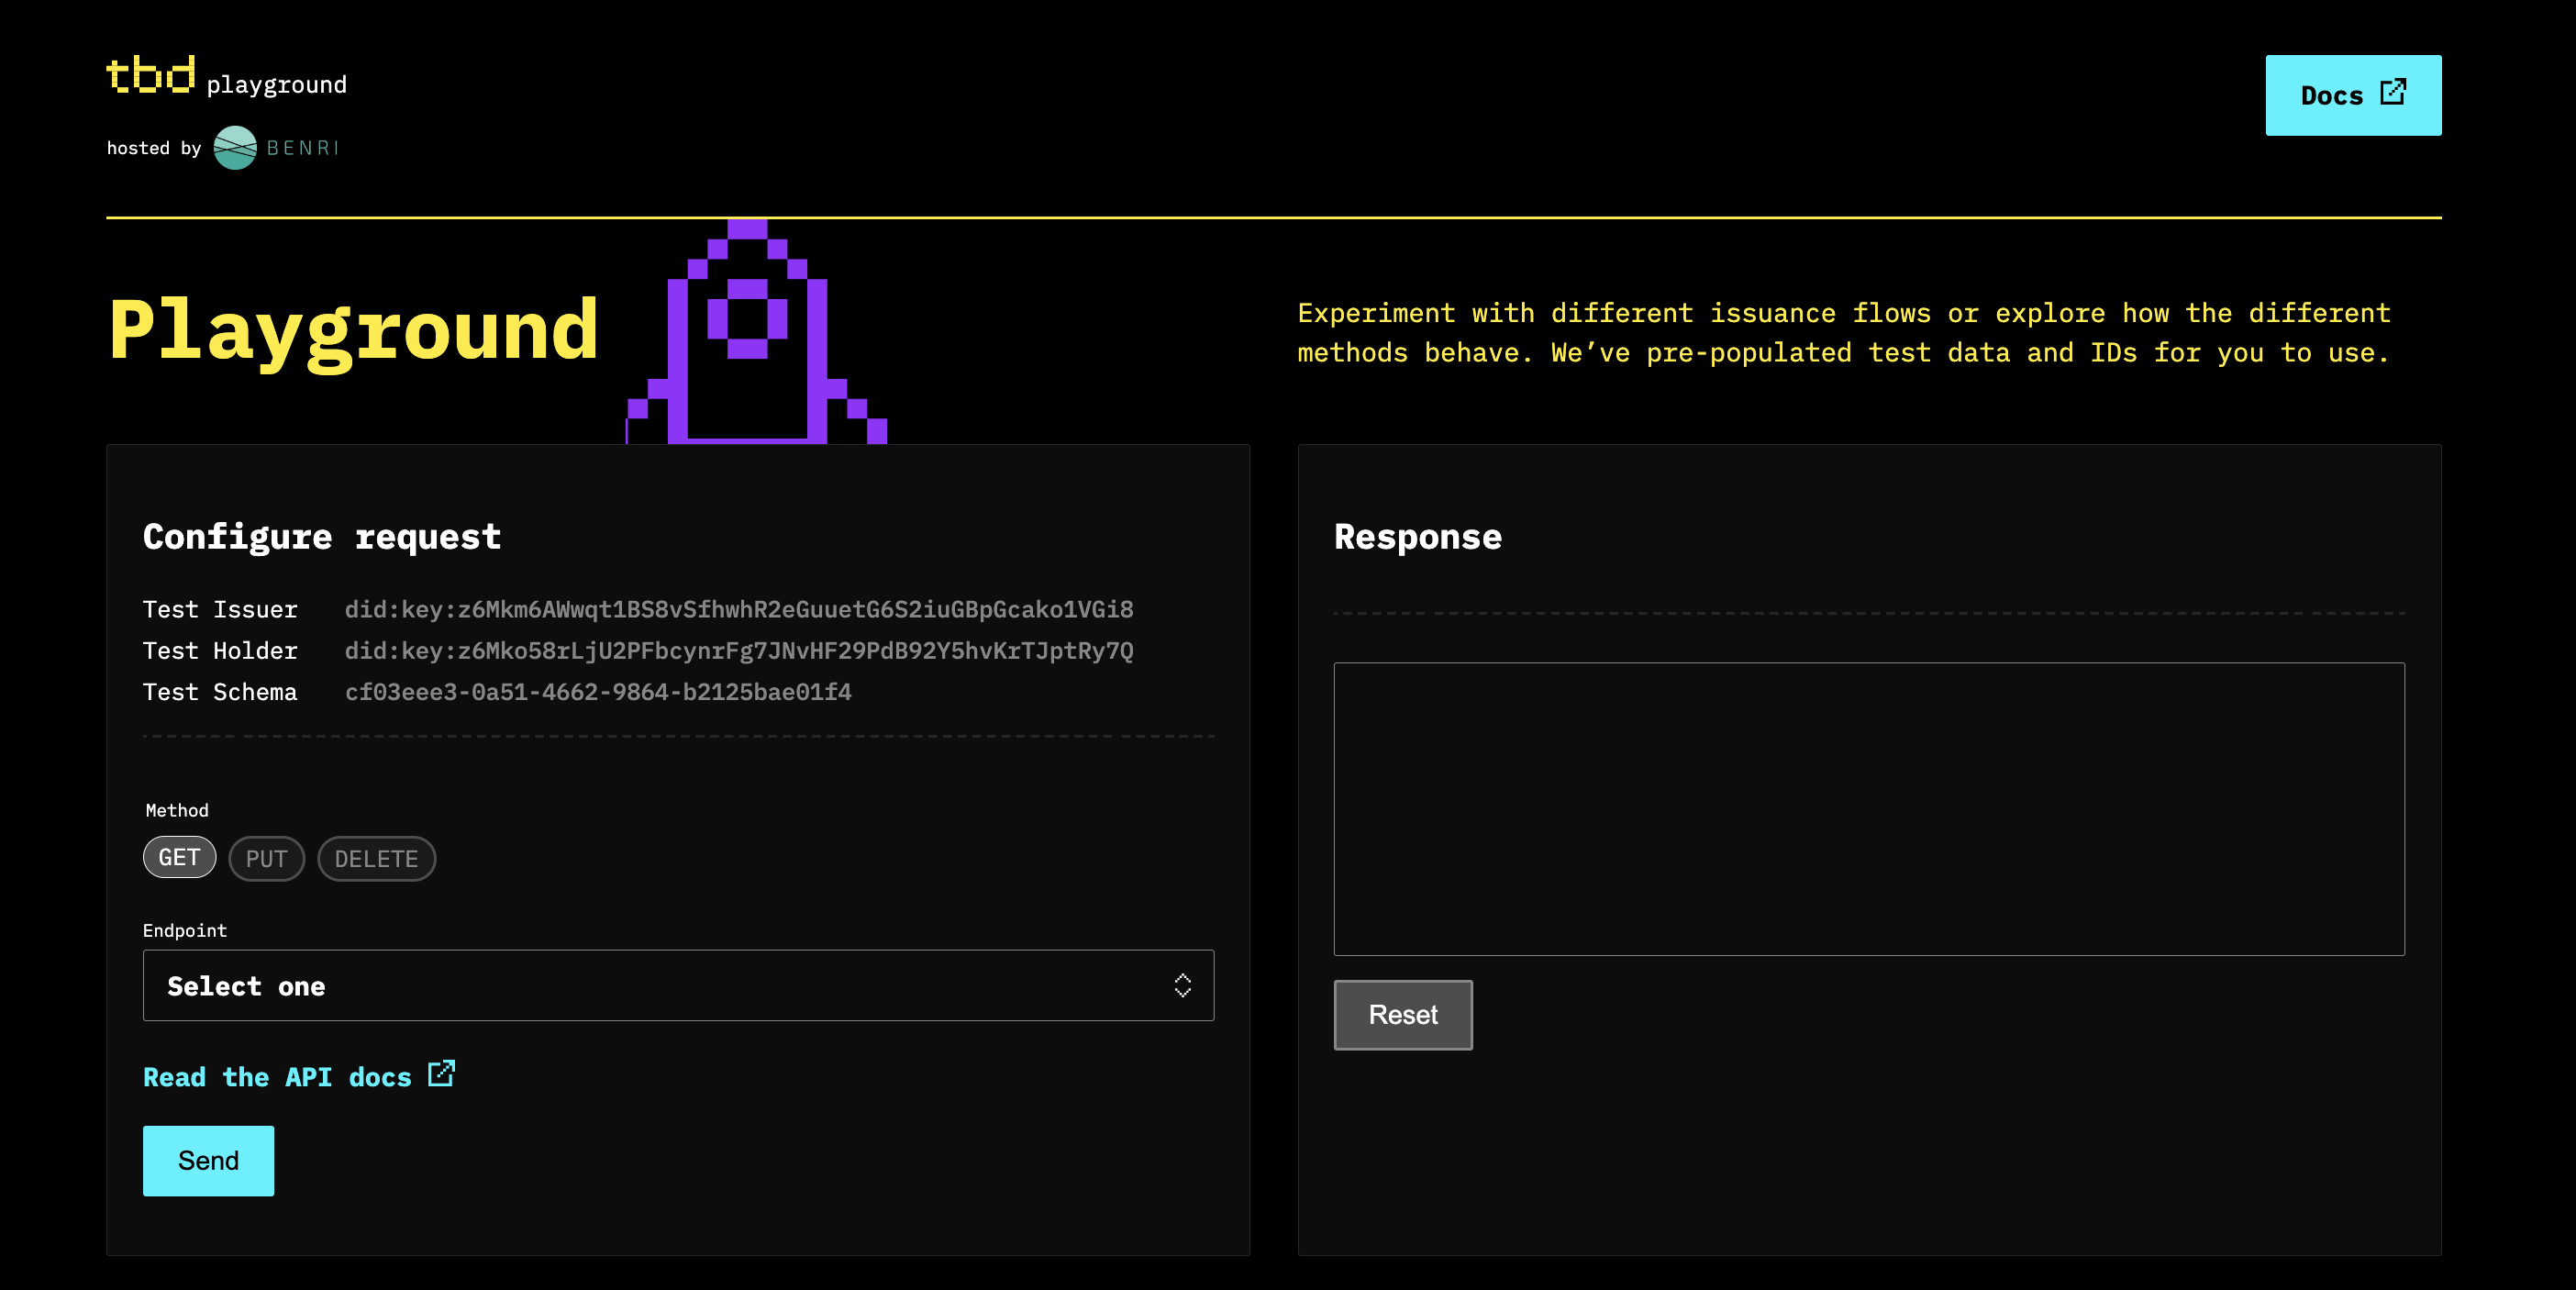 tbd playground
hosted by BENRI
Docs
Playground
Experiment with different issuance flows or explore how the different
methods behave. We’ve pre-populated test data and IDs for you to use.
Configure request
Test Issuer did:key:z6Mkm6AWwqt1BS8vSfhwhR2eGuuetG6S2iuGBpGcako1VGi8
Test Holder did:key:z6Mko58rLjU2PFbcynrFg7JNvHF29PdB92Y5hvKrTJptRy7Q
Test Schema cf03eee3-0a51-4662-9864-b2125bae01f4
Method
GET PUT DELETE
Endpoint
Select one
Read the API docs
Send
Response
Reset